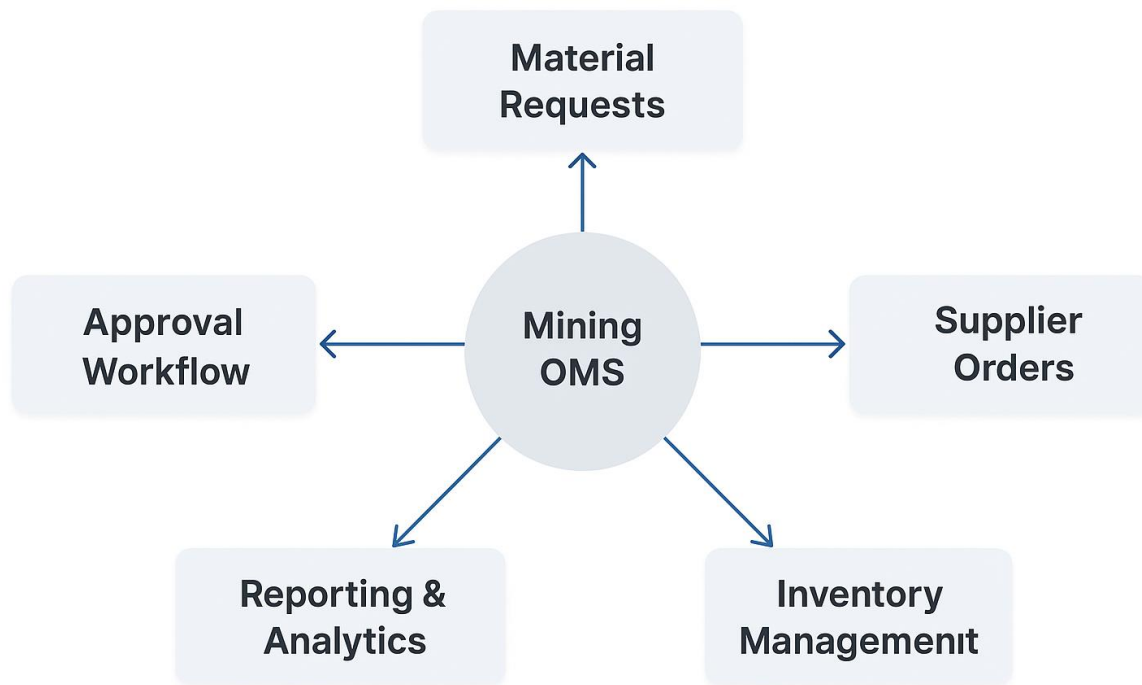 Material
Requests
Approval
Workflow
Mining
OMS
Supplier
Orders
Reporting &
Analytics
Inventory
Managemenıt